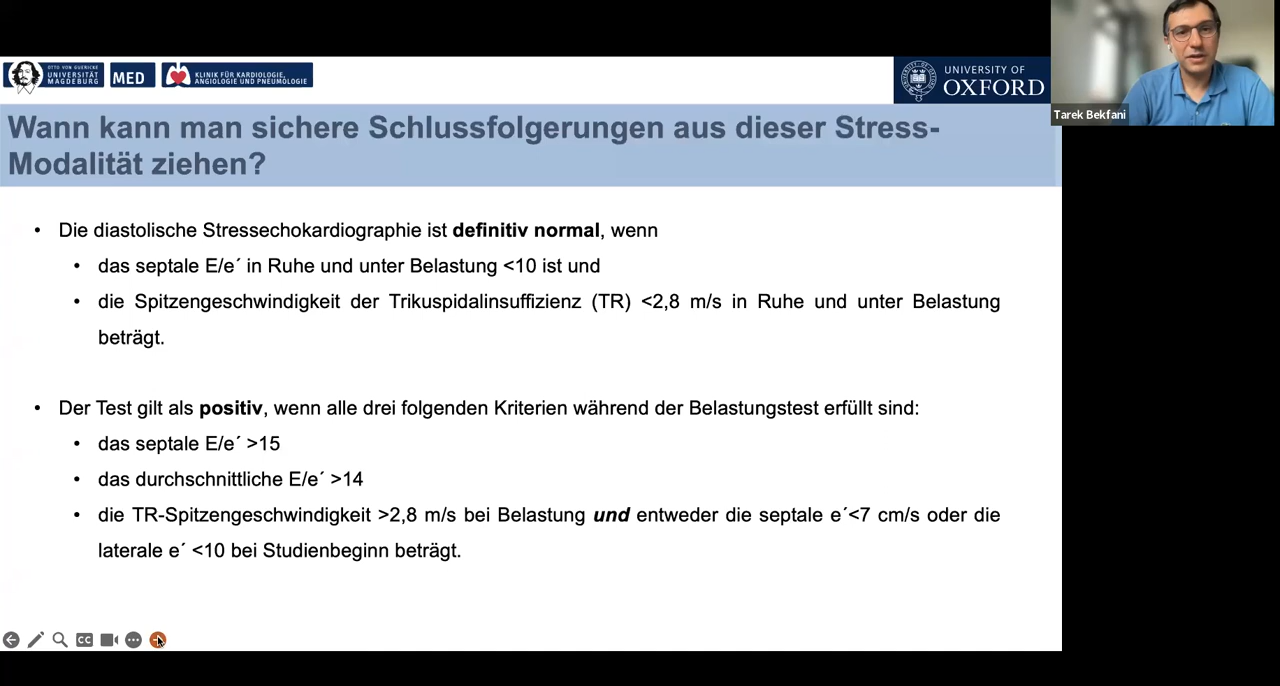 OTTO VON GUERICKE
UNIVERSITÄT
MAGDEBURG
MED
KLINIK FÜR KARDIOLOGIE,
ANGIOLOGIE UND PNEUMOLOGIE
UNIVERSITY OF
OXFORD
Tarek Bekfani
Wann kann man sichere Schlussfolgerungen aus dieser Stress-
Modalität ziehen?
• Die diastolische Stressechokardiographie ist definitiv normal, wenn
• das septale E/e´ in Ruhe und unter Belastung <10 ist und
• die Spitzengeschwindigkeit der Trikuspidalinsuffizienz (TR) <2,8 m/s in Ruhe und unter Belastung
beträgt.
• Der Test gilt als positiv, wenn alle drei folgenden Kriterien während der Belastungstest erfüllt sind:
• das septale E/e´ >15
• das durchschnittliche E/e´ >14
• die TR-Spitzengeschwindigkeit >2,8 m/s bei Belastung und entweder die septale e´<7 cm/s oder die
laterale e´ <10 bei Studienbeginn beträgt.
CC